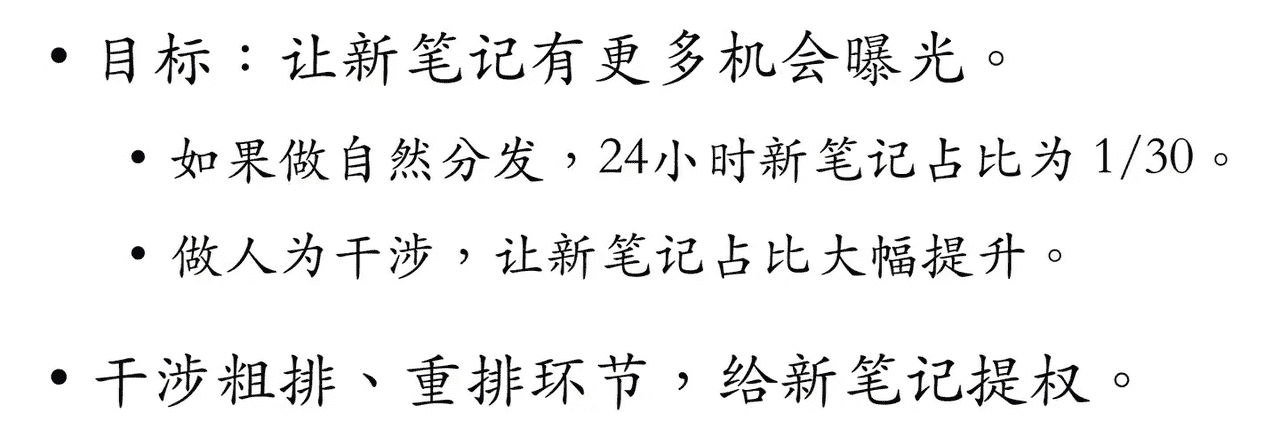 • 目标：让新笔记有更多机会曝光。
• 如果做自然分发，24小时新笔记占比为 1/30。
• 做人为干涉，让新笔记占比大幅提升。
• 干涉粗排、重排环节，给新笔记提权。